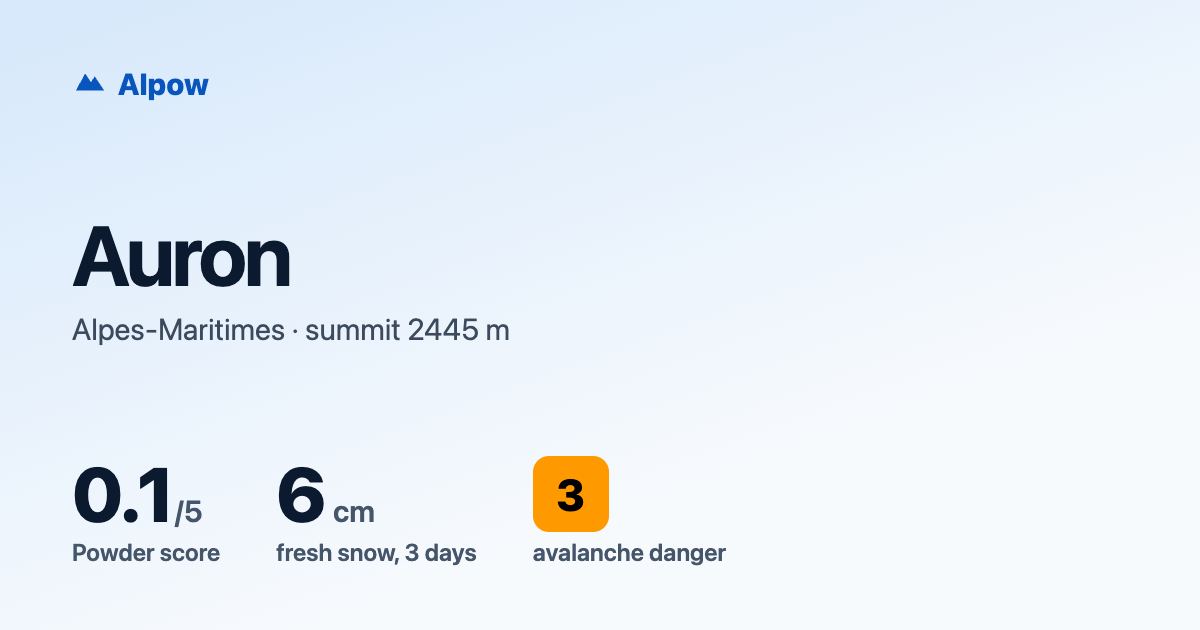 Alpow
Auron
Alpes-Maritimes · summit 2445 m
0.1/5
Powder score
6 cm
fresh snow, 3 days
3
avalanche danger